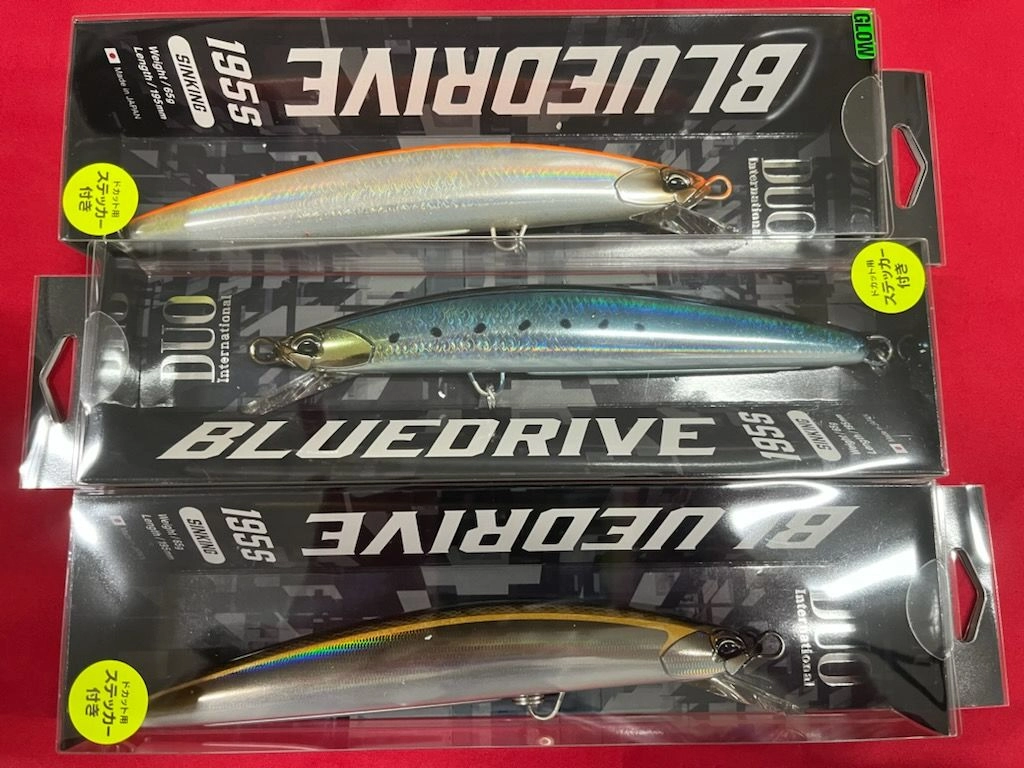 GLOW
BLUEDRIVE
195S
SINKING
Weight / 65g
Length / 195mm
Made in JAPAN
DUO
International
ドカット用
ステッカー
付き
ドカット用
ステッカー
付き
DUO
International
BLUEDRIVE
195S
SINKING
BLUEDRIVE
195S
SINKING
Weight / 65g
Length / 195mm
DUO
International
ドカット用
ステッカー
付き